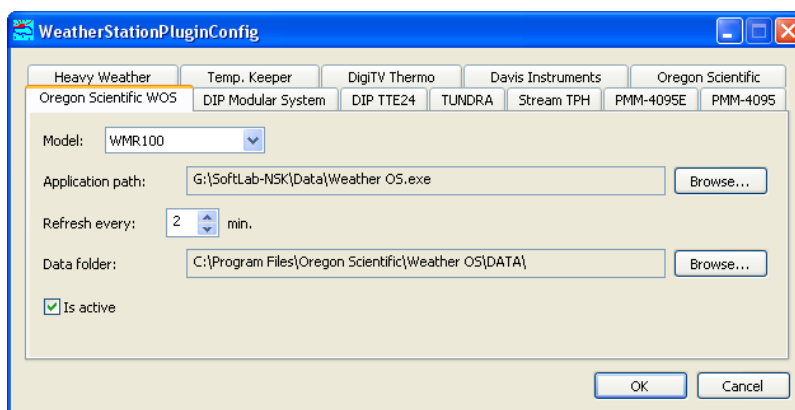 WeatherStationPluginConfig
Heavy Weather Temp. Keeper DigiTV Thermo Davis Instruments Oregon Scientific
Oregon Scientific WOS DIP Modular System DIP TTE24 TUNDRA Stream TPH PMM-4095E PMM-4095
Model: WMR100
Application path: G:\SoftLab-NSK\Data\Weather OS.exe Browse...
Refresh every: 2 min.
Data folder: C:\Program Files\Oregon Scientific\Weather OS\DATA\ Browse...
Is active
OK Cancel